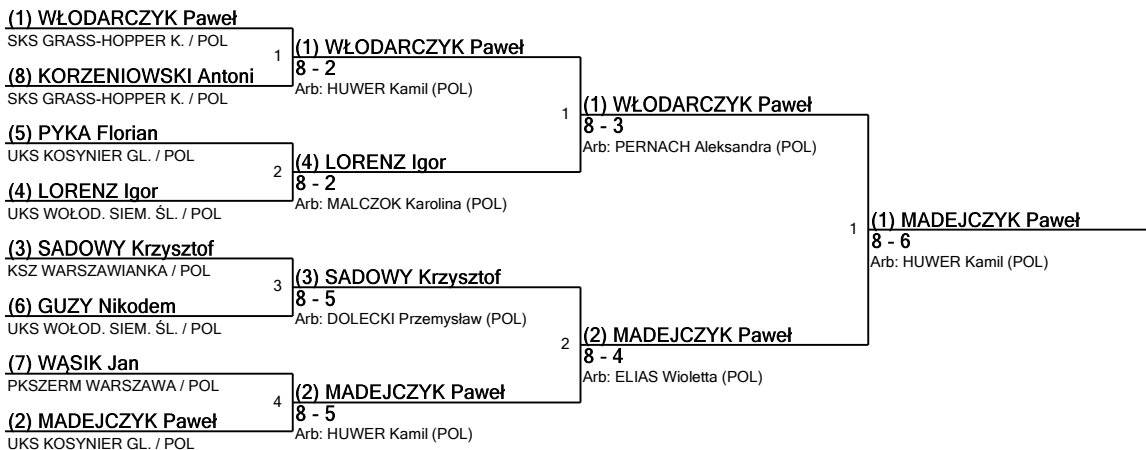 (1) WŁODARCZYK Paweł
SKS GRASS-HOPPER K. / POL
(8) KORZENIOWSKI Antoni
SKS GRASS-HOPPER K. / POL
(5) PYKA Florian
UKS KOSYNIER GL. / POL
(4) LORENZ Igor
UKS WOŁOD. SIEM. ŚL. / POL
(3) SADOWY Krzysztof
KSZ WARSZAWIANKA / POL
(6) GUZY Nikodem
UKS WOŁOD. SIEM. ŚL. / POL
(7) WĄSIK Jan
PKSZERM WARSZAWA / POL
(2) MADEJCZYK Paweł
UKS KOSYNIER GL. / POL
1
(1) WŁODARCZYK Paweł
8 - 2
Arb: HUWER Kamil (POL)
2
(4) LORENZ Igor
8 - 2
Arb: MALCZOK Karolina (POL)
3
(3) SADOWY Krzysztof
8 - 5
Arb: DOLECKI Przemysław (POL)
4
(2) MADEJCZYK Paweł
8 - 5
Arb: HUWER Kamil (POL)
1
(1) WŁODARCZYK Paweł
8 - 3
Arb: PERNACH Aleksandra (POL)
2
(2) MADEJCZYK Paweł
8 - 4
Arb: ELIAS Wioletta (POL)
1
(1) MADEJCZYK Paweł
8 - 6
Arb: HUWER Kamil (POL)